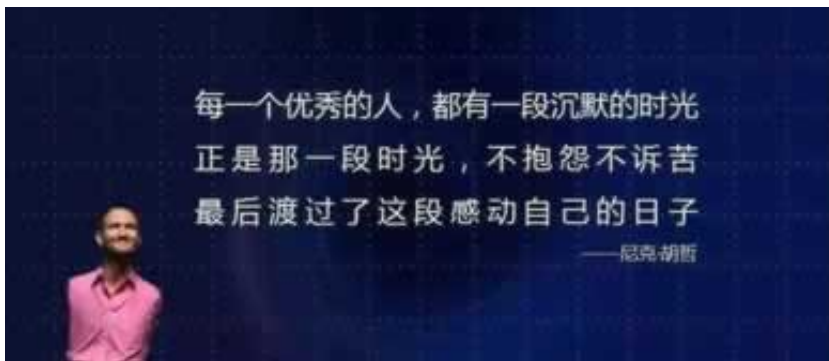 每一个优秀的人，都有一段沉默的时光
正是那一段时光，不抱怨不诉苦
最后渡过了这段感动自己的日子
——尼克·胡哲